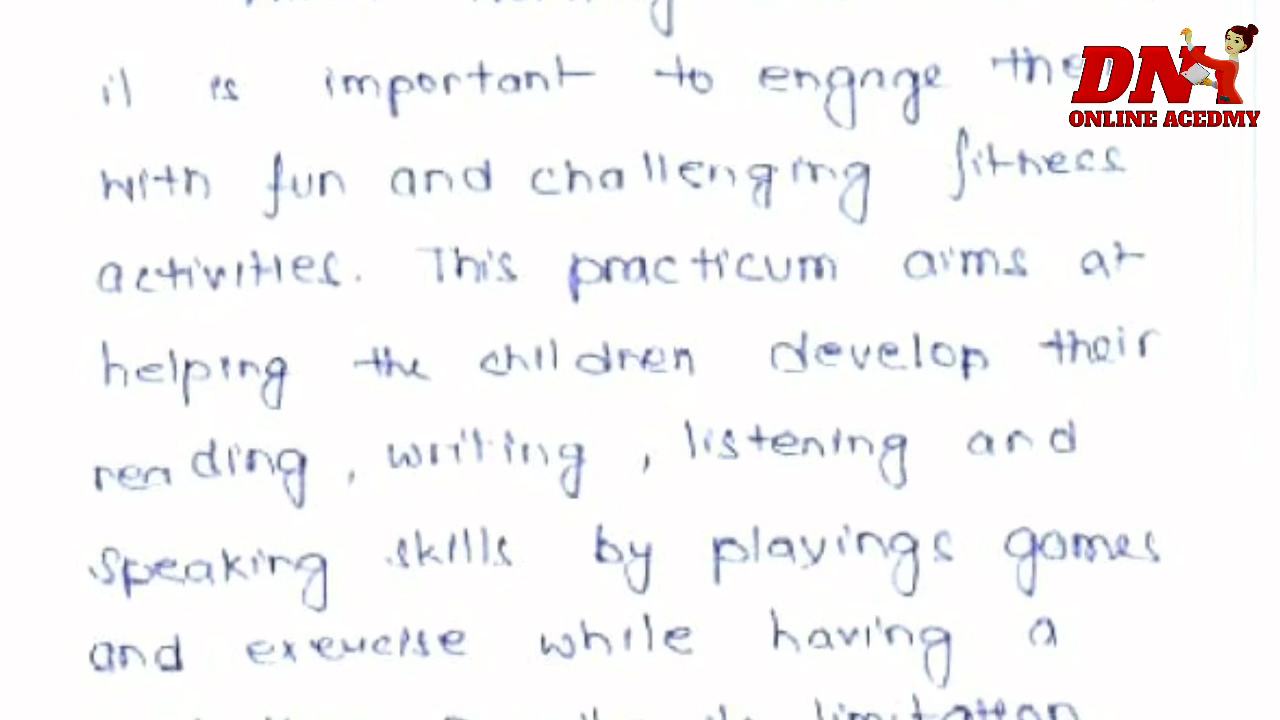 it is important to engage the
with fun and challenging fitness
activities. This practicum aims at
helping the children develop their
reading, writing, listening and
speaking skills by playings games
and exercise while having a
limitation
DN
ONLINE ACEDMY